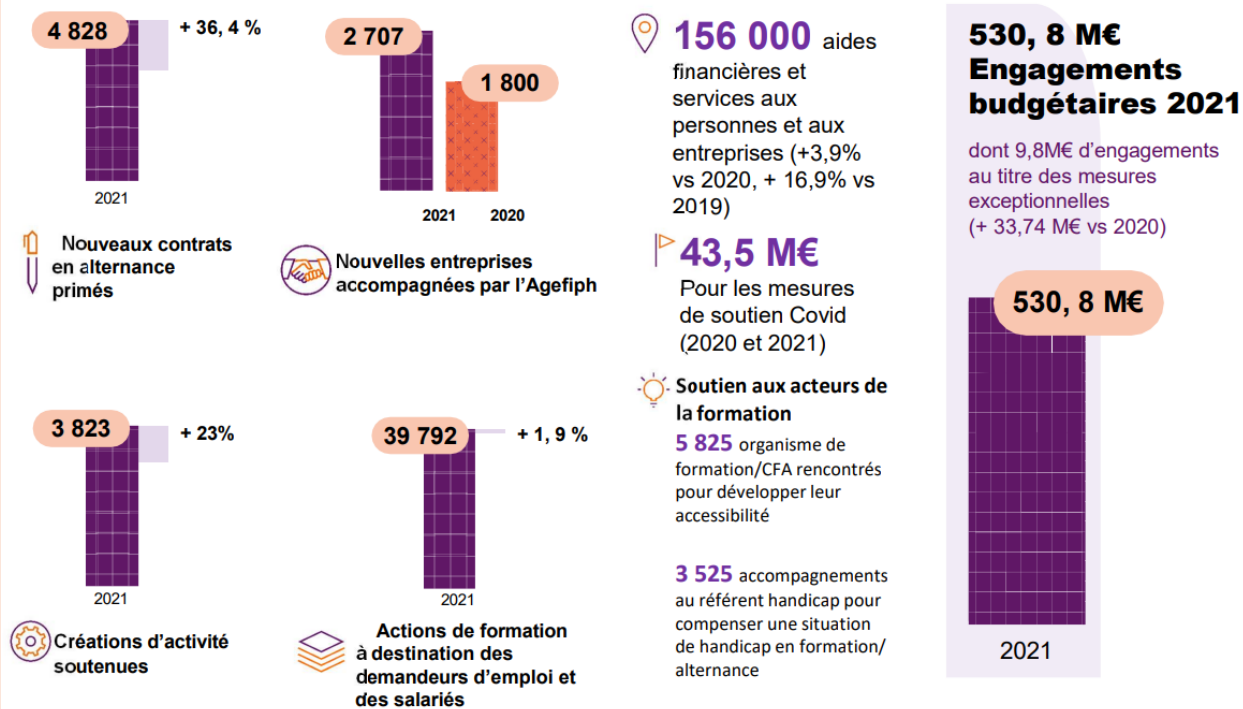 4 828
+ 36, 4 %
2021
Nouveaux contrats
en alternance
primés
2 707
1 800
2021
2020
Nouvelles entreprises
accompagnées par l'Agefiph
3 823
+ 23%
2021
Créations d'activité
soutenues
39 792
+ 1, 9 %
2021
Actions de formation
à destination des
demandeurs d'emploi et
des salariés
156 000 aides
financières et
services aux
personnes et aux
entreprises (+3,9%
vs 2020, + 16,9% vs
2019)
43,5 M€
Pour les mesures
de soutien Covid
(2020 et 2021)
Soutien aux acteurs de
la formation
5 825 organisme de
formation/CFA rencontrés
pour développer leur
accessibilité
3 525 accompagnements
au référent handicap pour
compenser une situation
de handicap en formation/
alternance
530, 8 M€
Engagements
budgétaires 2021
dont 9,8M€ d'engagements
au titre des mesures
exceptionnelles
(+ 33,74 M€ vs 2020)
530, 8 M€
2021